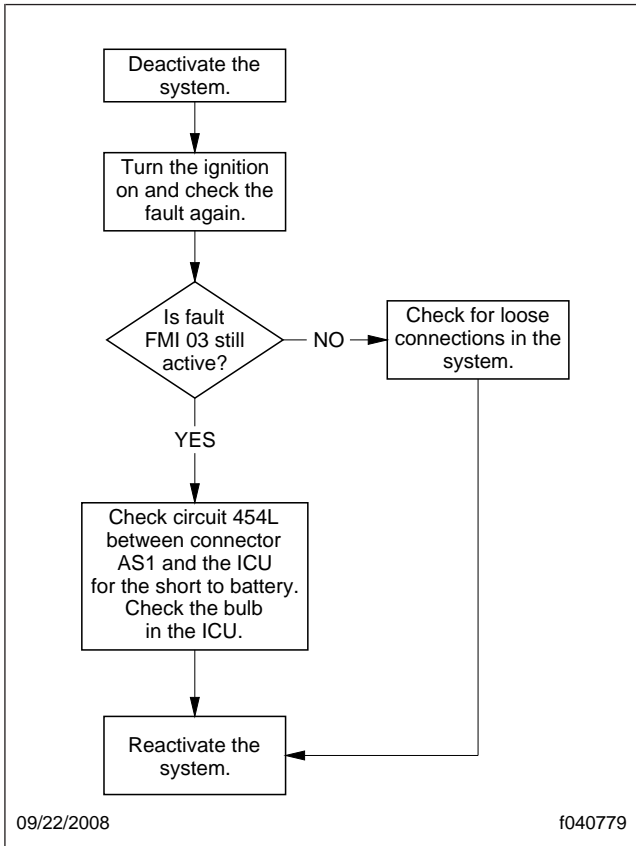 Deactivate the
system.
Turn the ignition
on and check the
fault again.
Is fault
FMI 03 still
active?
NO
Check for loose
connections in the
system.
YES
Check circuit 454L
between connector
AS1 and the ICU
for the short to battery.
Check the bulb
in the ICU.
Reactivate the
system.
09/22/2008
f040779